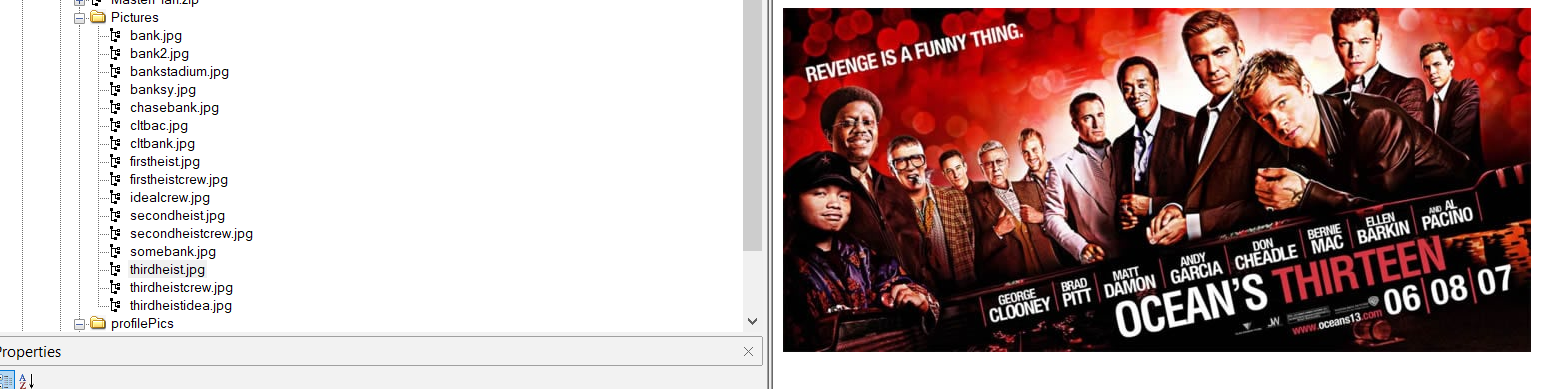 MasterPlan.zip
Pictures
bank.jpg
bank2.jpg
bankstadium.jpg
banksy.jpg
chasebank.jpg
cltbac.jpg
cltbank.jpg
firstheist.jpg
firstheistcrew.jpg
idealcrew.jpg
secondheist.jpg
secondheistcrew.jpg
somebank.jpg
thirdheist.jpg
thirdheistcrew.jpg
thirdheistidea.jpg
profilePics
Properties
REVENGE IS A FUNNY THING.
GEORGE CLOONEY BRAD PITT MATT DAMON ANDY GARCIA DON CHEADLE BERNIE MAC ELLEN BARKIN AND AL PACINO
OCEAN'S THIRTEEN
www.oceans13.com 06|08|07